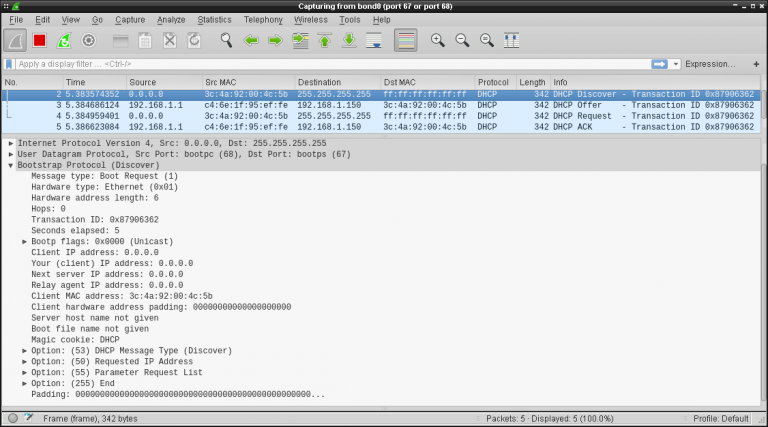 Capturing from bond0 (port 67 or port 68)
File Edit View Go Capture Analyze Statistics Telephony Wireless Tools Help
Apply a display filter ... <Ctrl-/> Expression... +
No. Time Source Src MAC Destination Dst MAC Protocol Length Info
2 5.383574352 0.0.0.0 3c:4a:92:00:4c:5b 255.255.255.255 ff:ff:ff:ff:ff:ff DHCP 342 DHCP Discover - Transaction ID 0x87906362
3 5.384686124 192.168.1.1 c4:6e:1f:95:ef:fe 192.168.1.150 3c:4a:92:00:4c:5b DHCP 342 DHCP Offer - Transaction ID 0x87906362
4 5.384959401 0.0.0.0 3c:4a:92:00:4c:5b 255.255.255.255 ff:ff:ff:ff:ff:ff DHCP 342 DHCP Request - Transaction ID 0x87906362
5 5.386623084 192.168.1.1 c4:6e:1f:95:ef:fe 192.168.1.150 3c:4a:92:00:4c:5b DHCP 342 DHCP ACK - Transaction ID 0x87906362
Internet Protocol Version 4, Src: 0.0.0.0, Dst: 255.255.255.255
User Datagram Protocol, Src Port: bootpc (68), Dst Port: bootps (67)
Bootstrap Protocol (Discover)
Message type: Boot Request (1)
Hardware type: Ethernet (0x01)
Hardware address length: 6
Hops: 0
Transaction ID: 0x87906362
Seconds elapsed: 5
Bootp flags: 0x0000 (Unicast)
Client IP address: 0.0.0.0
Your (client) IP address: 0.0.0.0
Next server IP address: 0.0.0.0
Relay agent IP address: 0.0.0.0
Client MAC address: 3c:4a:92:00:4c:5b
Client hardware address padding: 00000000000000000000
Server host name not given
Boot file name not given
Magic cookie: DHCP
Option: (53) DHCP Message Type (Discover)
Option: (50) Requested IP Address
Option: (55) Parameter Request List
Option: (255) End
Padding: 000000000000000000000000000000000000000000000000...
Frame (frame), 342 bytes Packets: 5 · Displayed: 5 (100.0%) Profile: Default